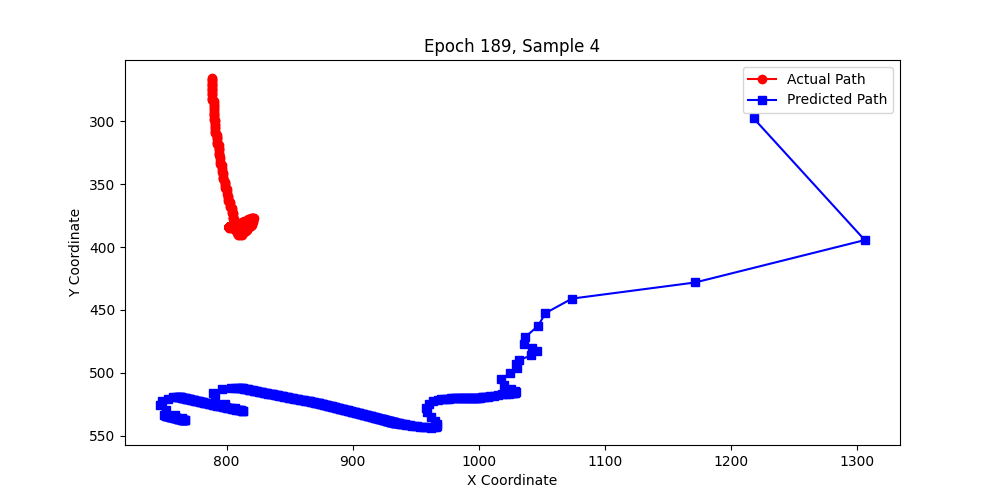 Epoch 189, Sample 4
Actual Path
Predicted Path
Y Coordinate
300
350
400
450
500
550
800
900
1000
1100
1200
1300
X Coordinate